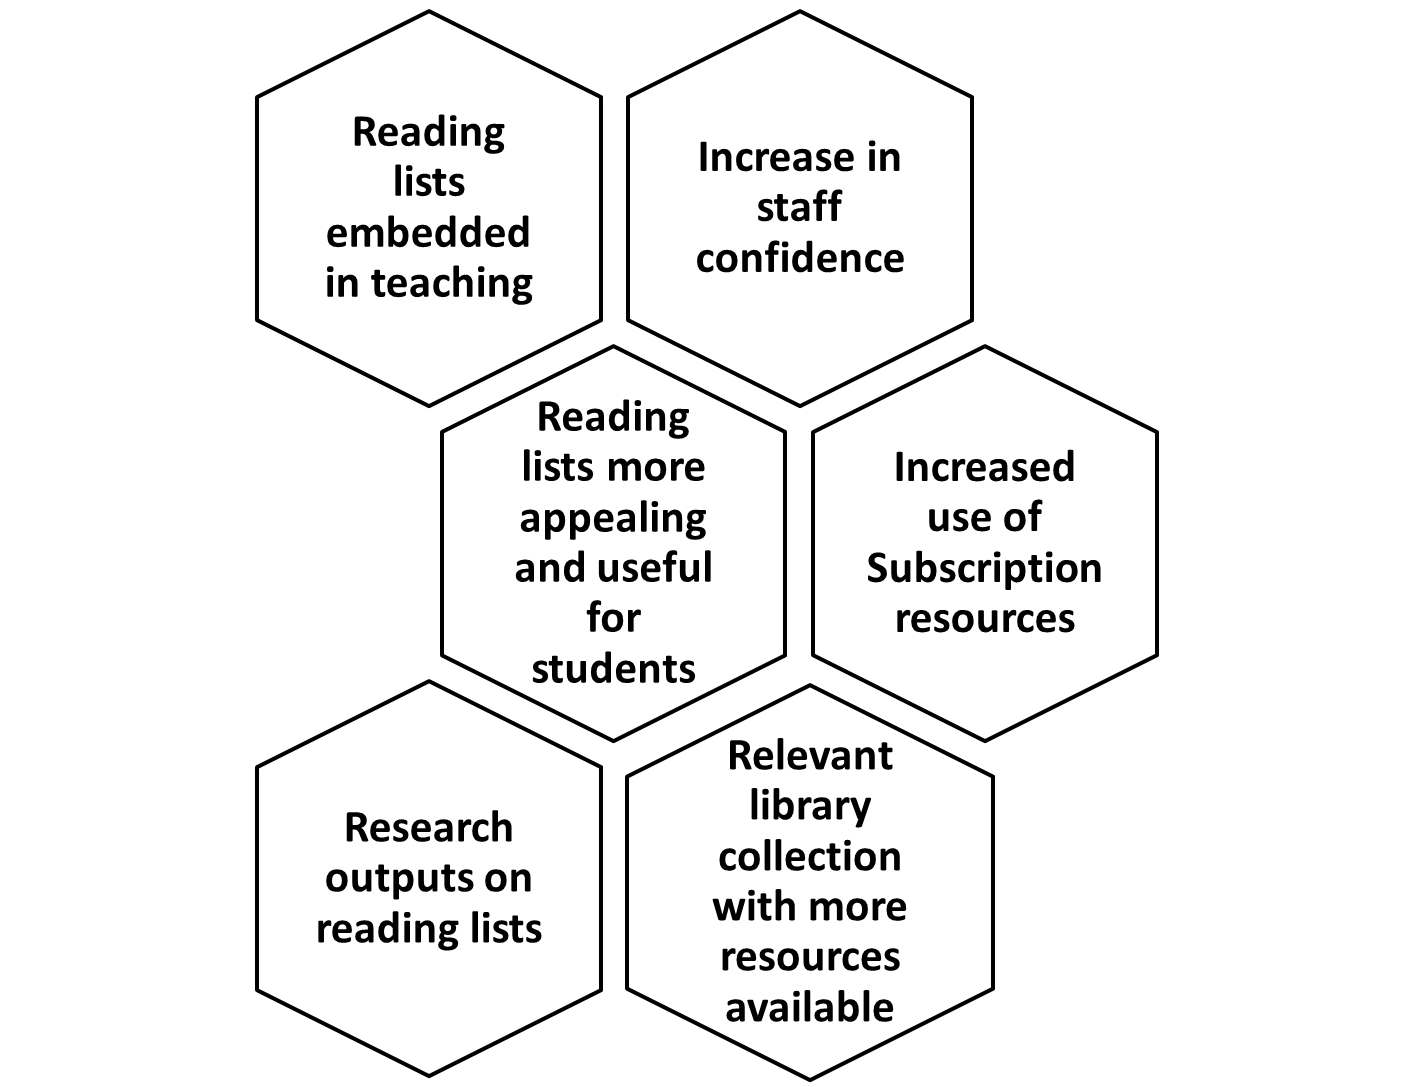 Reading
lists
embedded
in teaching
Increase in
staff
confidence
Reading
lists more
appealing
and useful
for
students
Increased
use of
Subscription
resources
Research
outputs on
reading lists
Relevant
library
collection
with more
resources
available